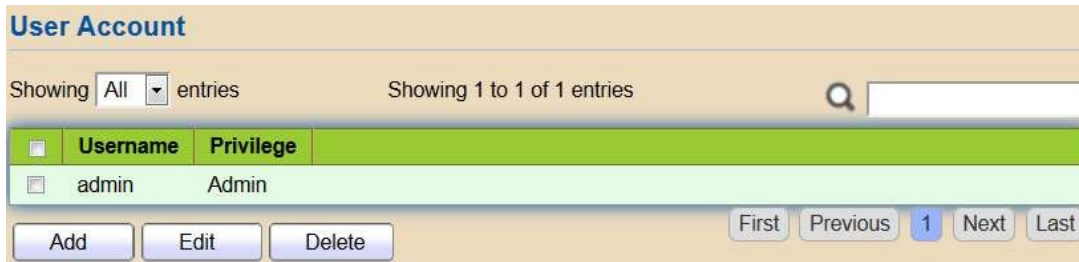 User Account
Showing All entries Showing 1 to 1 of 1 entries
Username Privilege
admin Admin
Add Edit Delete First Previous 1 Next Last